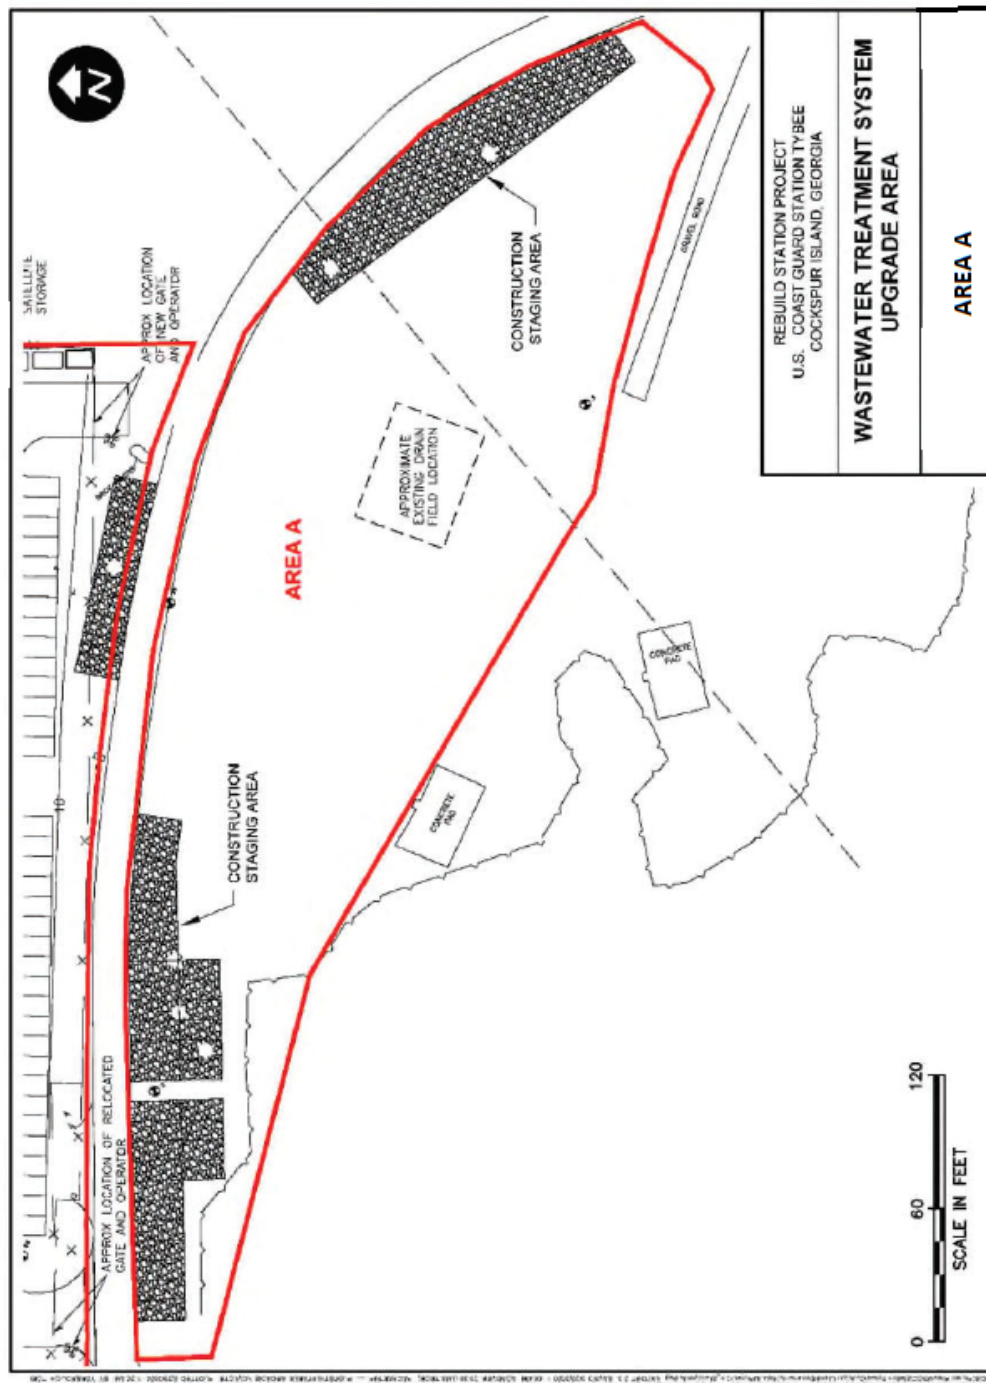 N
SATELLITE
STORAGE
APPROX LOCATION
OF NEW GATE
AND OPERATOR
10
APPROX LOCATION OF RELOCATED
GATE AND OPERATOR
CONSTRUCTION
STAGING AREA
CONSTRUCTION
STAGING AREA
AREA A
APPROXIMATE
EXISTING DRAIN
FIELD LOCATION
GRAVEL ROAD
CONCRETE
PAD
CONCRETE
PAD
0
60
120
SCALE IN FEET
REBUILD STATION PROJECT
U.S. COAST GUARD STATION TYBEE
COCKSPUR ISLAND, GEORGIA
WASTEWATER TREATMENT SYSTEM
UPGRADE AREA
AREA A